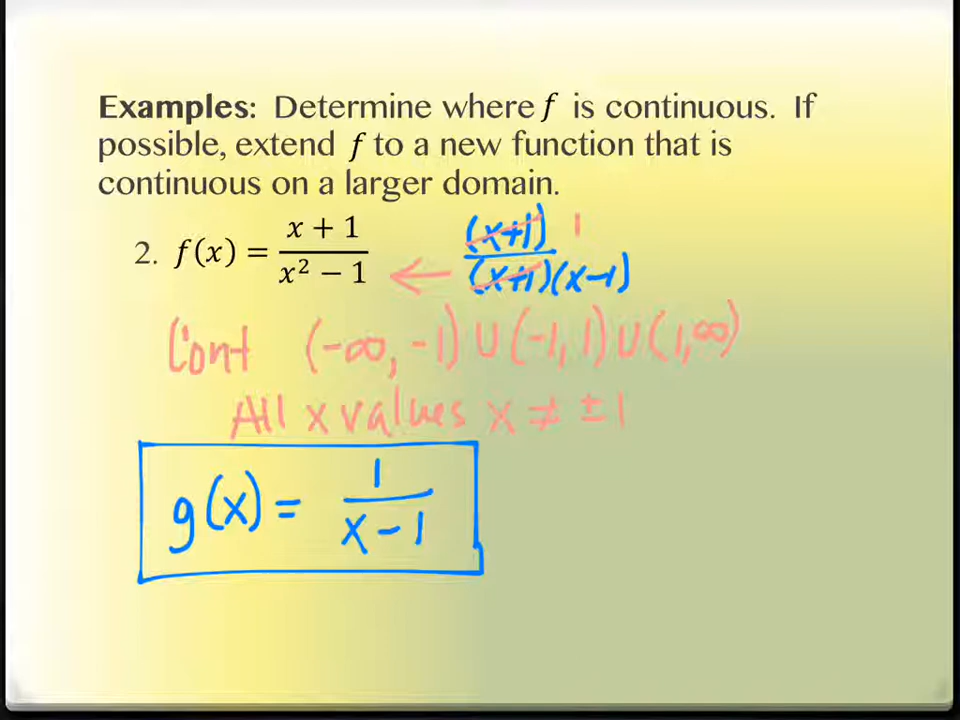 Examples: Determine where f is continuous. If
possible, extend f to a new function that is
continuous on a larger domain.
2. f(x) = (x + 1)/(x² − 1) ← (x+1)/((x+1)(x−1)) 1
Cont (-∞, -1) ∪ (-1, 1) ∪ (1, ∞)
All x values x ≠ ±1
g(x) = 1/(x − 1)